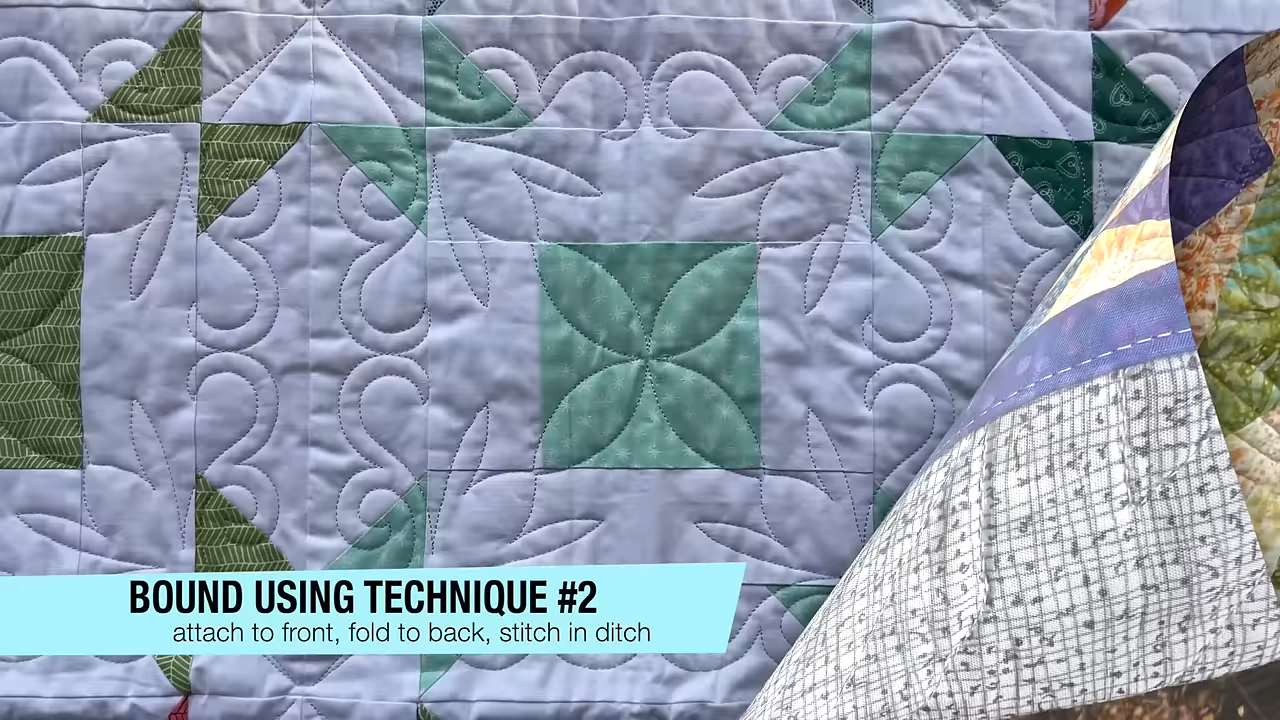 BOUND USING TECHNIQUE #2
attach to front, fold to back, stitch in ditch